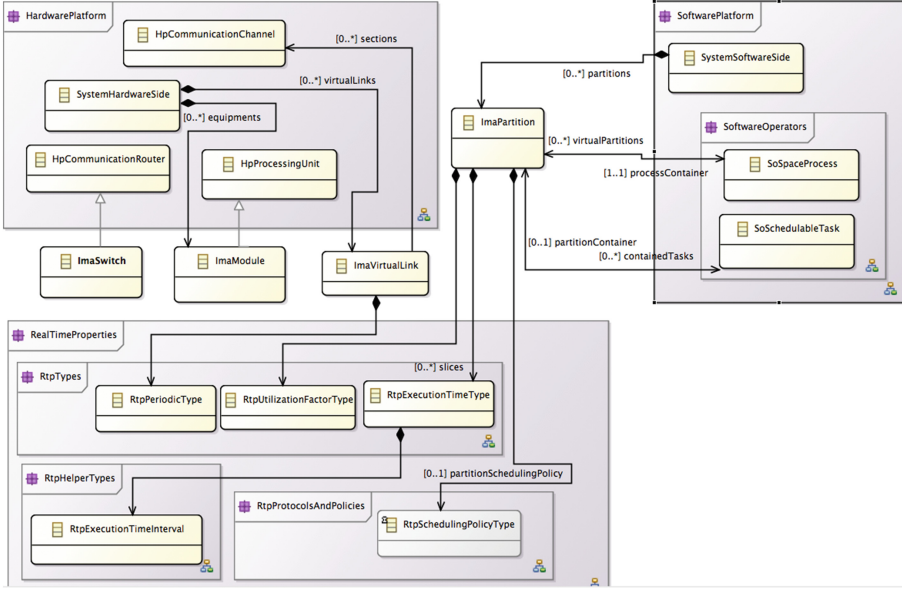 HardwarePlatform
HpCommunicationChannel
[0..*] sections
SystemHardwareSide
[0..*] virtualLinks
[0..*] equipments
HpCommunicationRouter
HpProcessingUnit
ImaSwitch
ImaModule
ImaVirtualLink
SoftwarePlatform
SystemSoftwareSide
[0..*] partitions
ImaPartition
SoftwareOperators
[0..*] virtualPartitions
SoSpaceProcess
[1..1] processContainer
SoSchedulableTask
[0..1] partitionContainer
[0..*] containedTasks
RealTimeProperties
RtpTypes
[0..*] slices
RtpPeriodicType
RtpUtilizationFactorType
RtpExecutionTimeType
RtpHelperTypes
[0..1] partitionSchedulingPolicy
RtpProtocolsAndPolicies
RtpExecutionTimeInterval
RtpSchedulingPolicyType